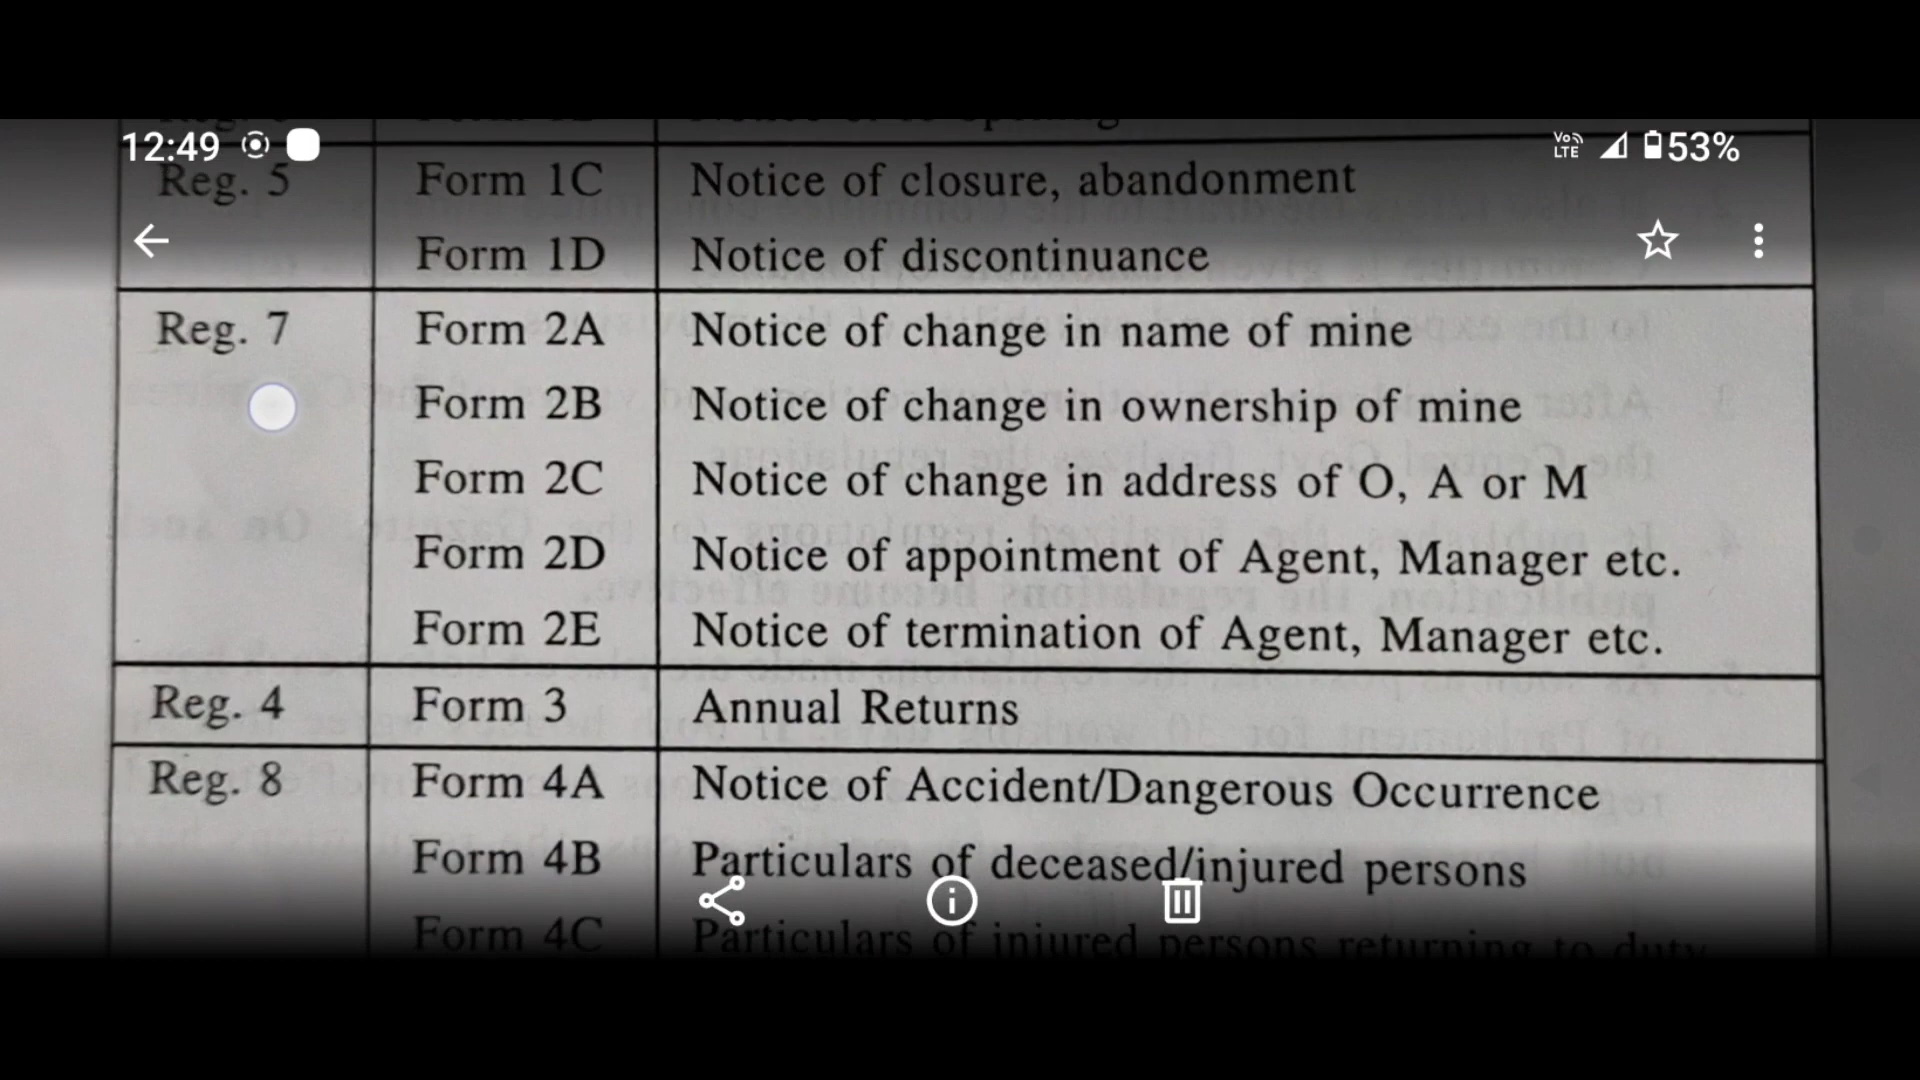 12:49 VoLTE 53%
Reg. 5 Form 1C Notice of closure, abandonment
Form 1D Notice of discontinuance
Reg. 7 Form 2A Notice of change in name of mine
Form 2B Notice of change in ownership of mine
Form 2C Notice of change in address of O, A or M
Form 2D Notice of appointment of Agent, Manager etc.
Form 2E Notice of termination of Agent, Manager etc.
Reg. 4 Form 3 Annual Returns
Reg. 8 Form 4A Notice of Accident/Dangerous Occurrence
Form 4B Particulars of deceased/injured persons
Form 4C Particulars of injured persons returning to duty